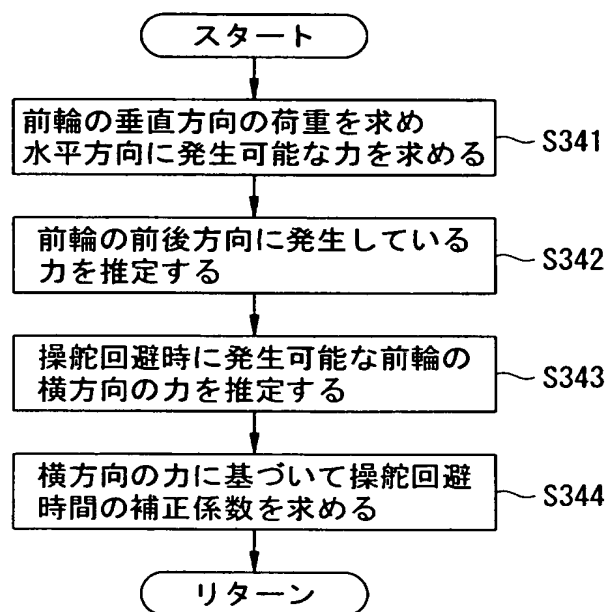 スタート
前輪の垂直方向の荷重を求め
水平方向に発生可能な力を求める
S341
前輪の前後方向に発生している
力を推定する
S342
操舵回避時に発生可能な前輪の
横方向の力を推定する
S343
横方向の力に基づいて操舵回避
時間の補正係数を求める
S344
リターン